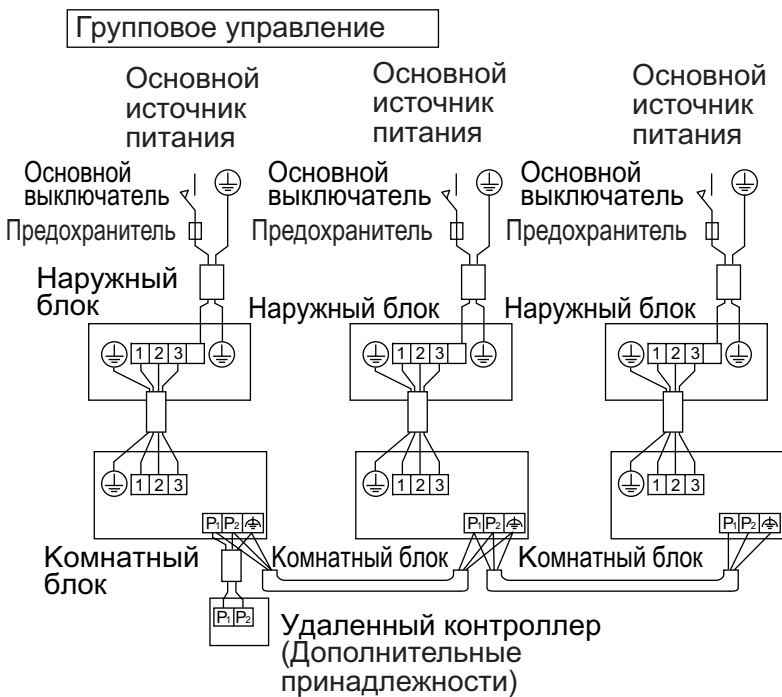 Групповое управление
Основной
источник
питания
Основной
источник
питания
Основной
источник
питания
Основной
выключатель
Основной
выключатель
Основной
выключатель
Предохранитель
Предохранитель
Предохранитель
Наружный
блок
Наружный блок
Наружный блок
1 2 3
1 2 3
1 2 3
1 2 3
1 2 3
1 2 3
P1 P2
P1 P2
P1 P2
Комнатный
блок
Комнатный блок
Комнатный блок
P1 P2
Удаленный контроллер
(Дополнительные
принадлежности)